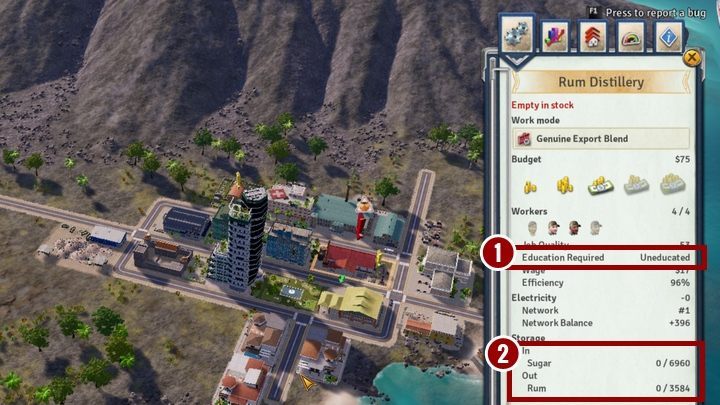 F1 Press to report a bug
Rum Distillery
Empty in stock
Work mode
Genuine Export Blend
Budget $75
Workers 4 / 4
Job Quality 53
1
Education Required Uneducated
Wage $17
Efficiency 96%
Electricity -0
Network #1
Network Balance +396
Storage
2
In
Sugar 0 / 6960
Out
Rum 0 / 3584